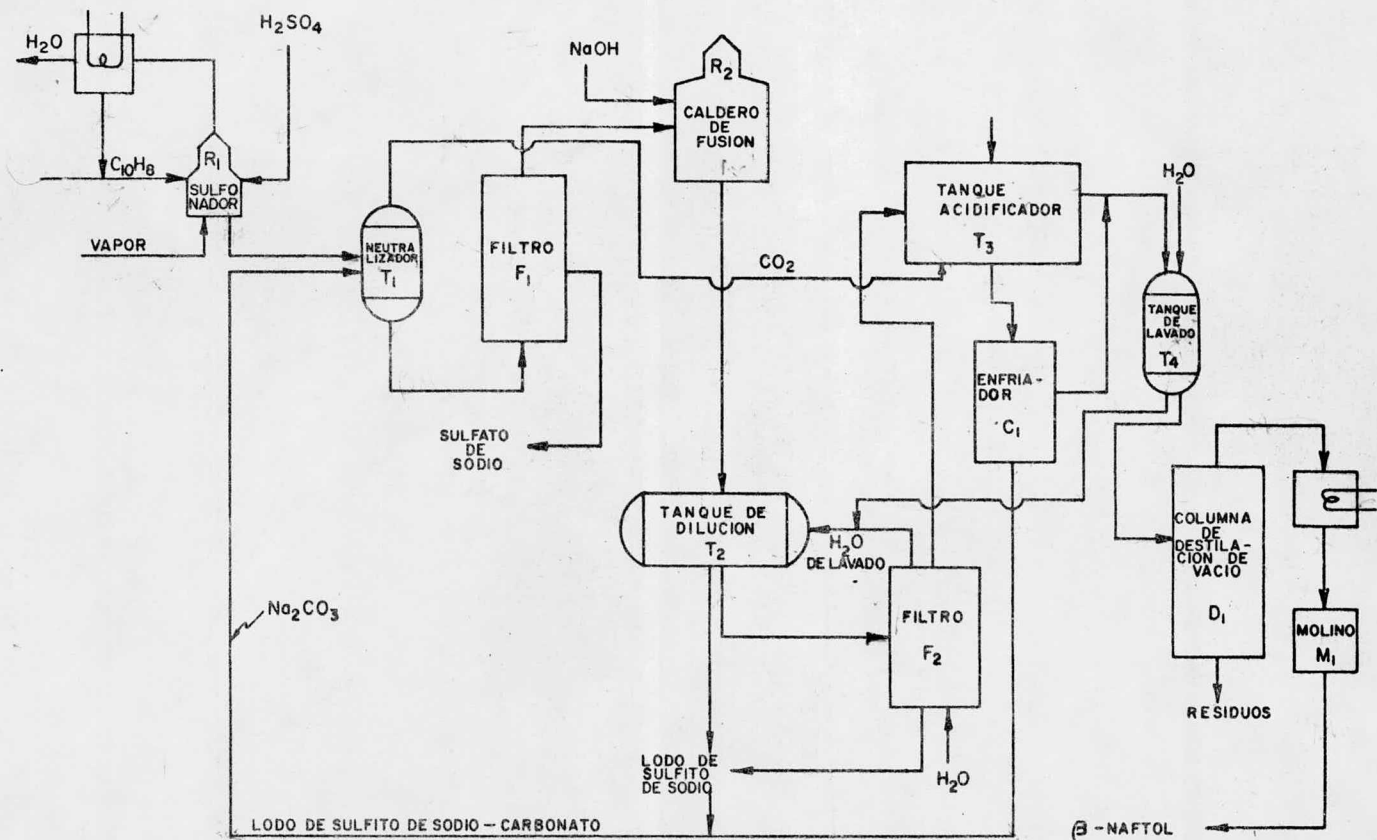 H2O
H2SO4
C10H8
R1
SULFO
NADOR
VAPOR
NEUTRA
LIZADOR
T1
FILTRO
F1
SULFATO
DE
SODIO
NaOH
R2
CALDERO
DE
FUSION
CO2
TANQUE
ACIDIFICADOR
T3
H2O
TANQUE
DE
LAVADO
T4
ENFRIA-
DOR
C1
TANQUE DE
DILUCION
T2
H2O
DE LAVADO
FILTRO
F2
H2O
COLUMNA
DE
DESTILA-
CION DE
VACIO
D1
RESIDUOS
MOLINO
M1
Na2CO3
LODO DE
SULFITO
DE SODIO
LODO DE SULFITO DE SODIO - CARBONATO
β - NAFTOL